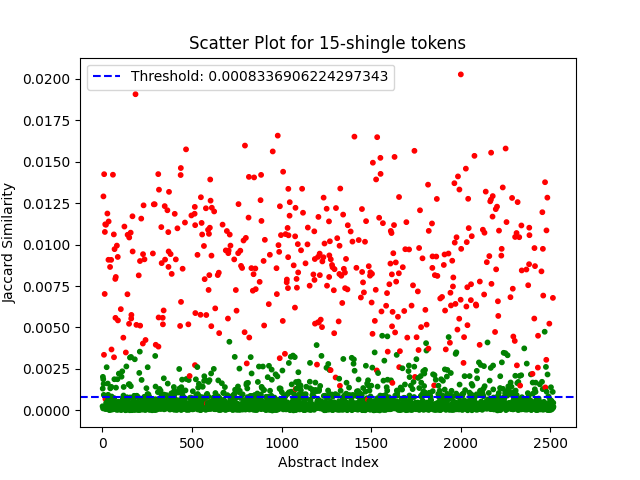 Scatter Plot for 15-shingle tokens
Threshold: 0.0008336906224297343
0.0200
0.0175
0.0150
0.0125
0.0100
0.0075
0.0050
0.0025
0.0000
Jaccard Similarity
0 500 1000 1500 2000 2500
Abstract Index